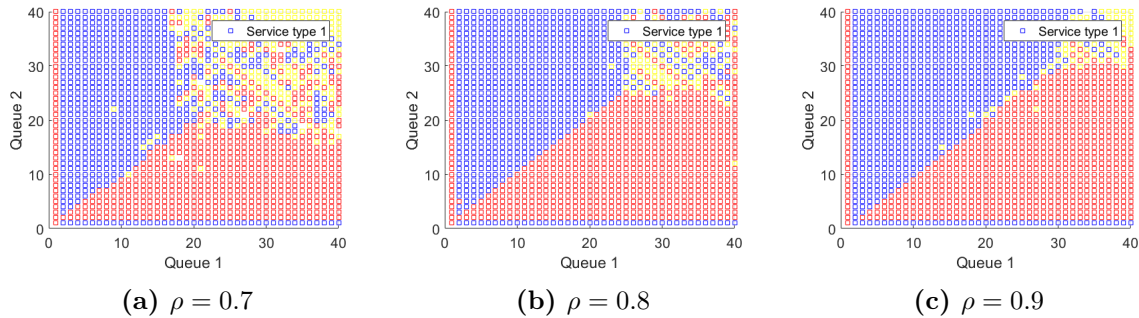 40
30
20
10
0
Queue 2
Service type 1
0 10 20 30 40
Queue 1
(a) ρ = 0.7
40
30
20
10
0
Queue 2
Service type 1
0 10 20 30 40
Queue 1
(b) ρ = 0.8
40
30
20
10
0
Queue 2
Service type 1
0 10 20 30 40
Queue 1
(c) ρ = 0.9